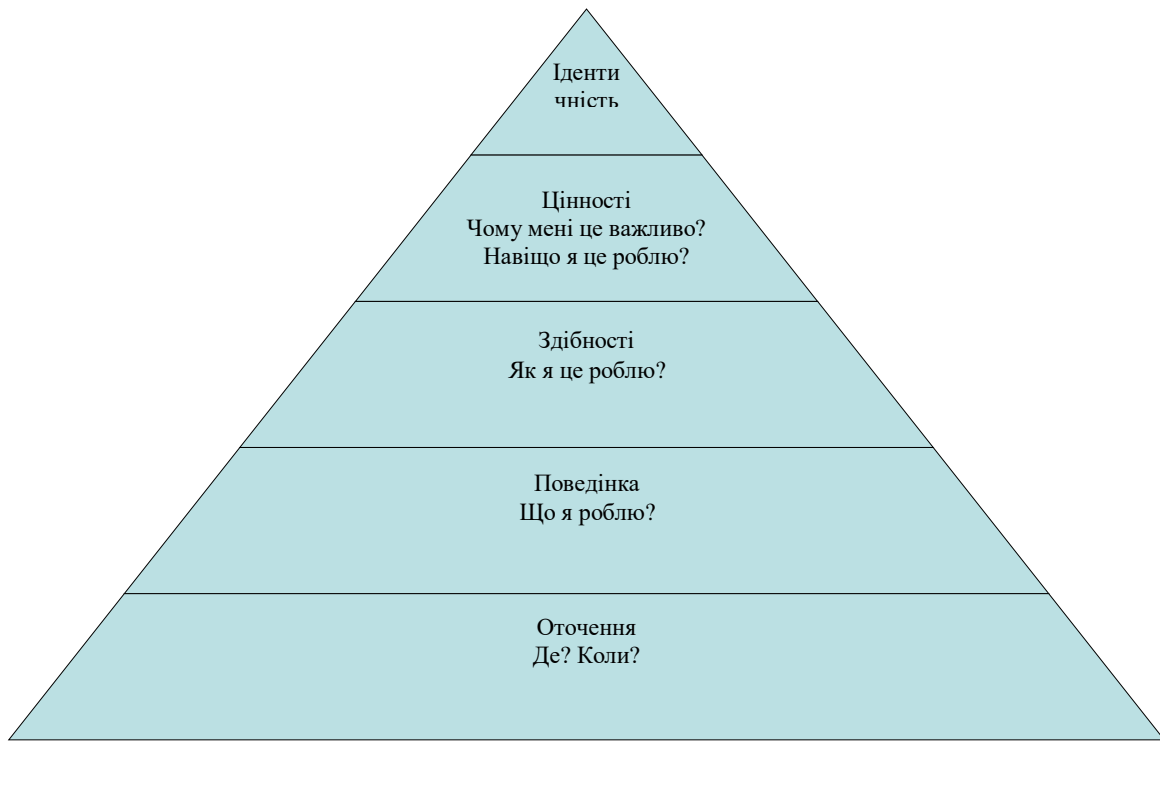 Іденти
чність
Цінності
Чому мені це важливо?
Навіщо я це роблю?
Здібності
Як я це роблю?
Поведінка
Що я роблю?
Оточення
Де? Коли?